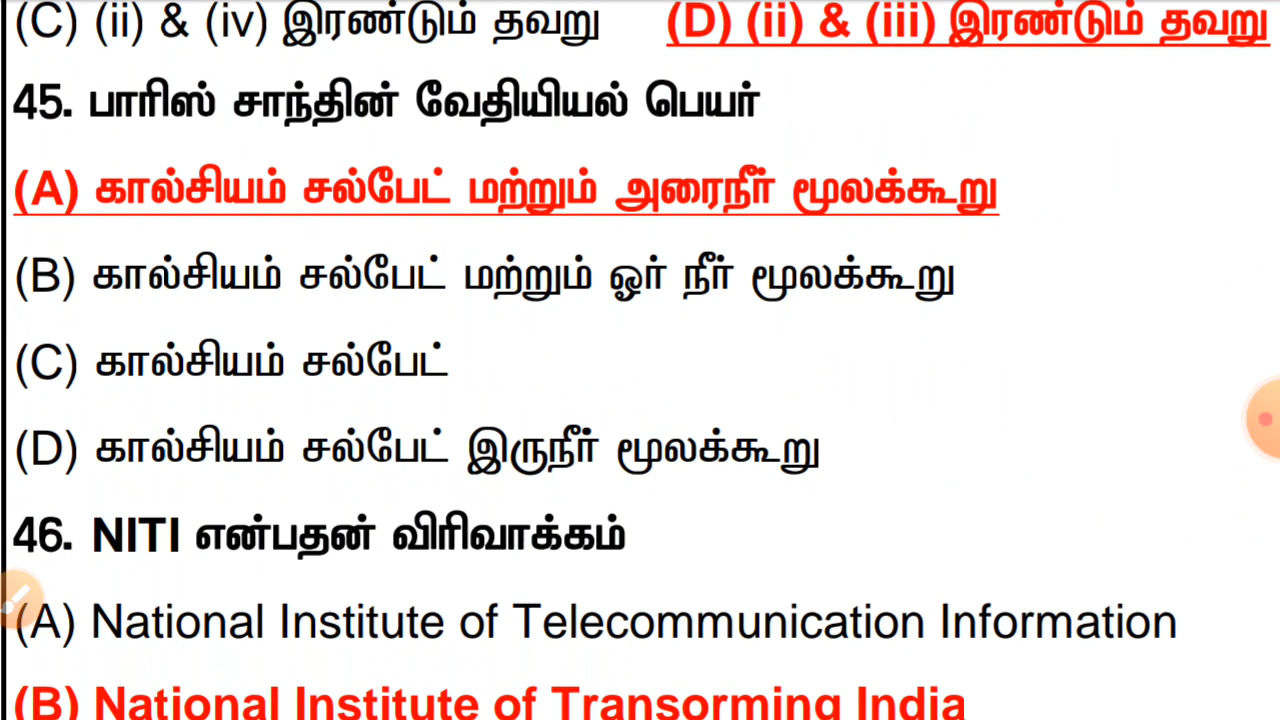 (C) (ii) & (iv) இரண்டும் தவறு (D) (ii) & (iii) இரண்டும் தவறு
45. பாரிஸ் சாந்தின் வேதியியல் பெயர்
(A) கால்சியம் சல்பேட் மற்றும் அரைநீர் மூலக்கூறு
(B) கால்சியம் சல்பேட் மற்றும் ஓர் நீர் மூலக்கூறு
(C) கால்சியம் சல்பேட்
(D) கால்சியம் சல்பேட் இருநீர் மூலக்கூறு
46. NITI என்பதன் விரிவாக்கம்
(A) National Institute of Telecommunication Information
(B) National Institute of Transorming India